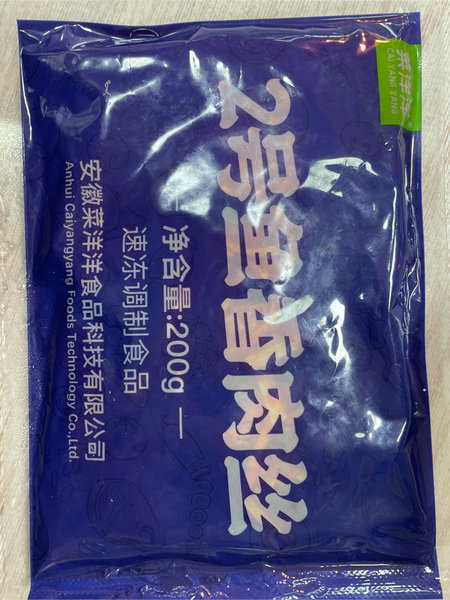 菜洋洋
CAI YANG YANG
2号鱼香肉丝
净含量:200g
速冻调制食品
安徽菜洋洋食品科技有限公司
Anhui Caiyangyang Foods Technology Co.,Ltd.